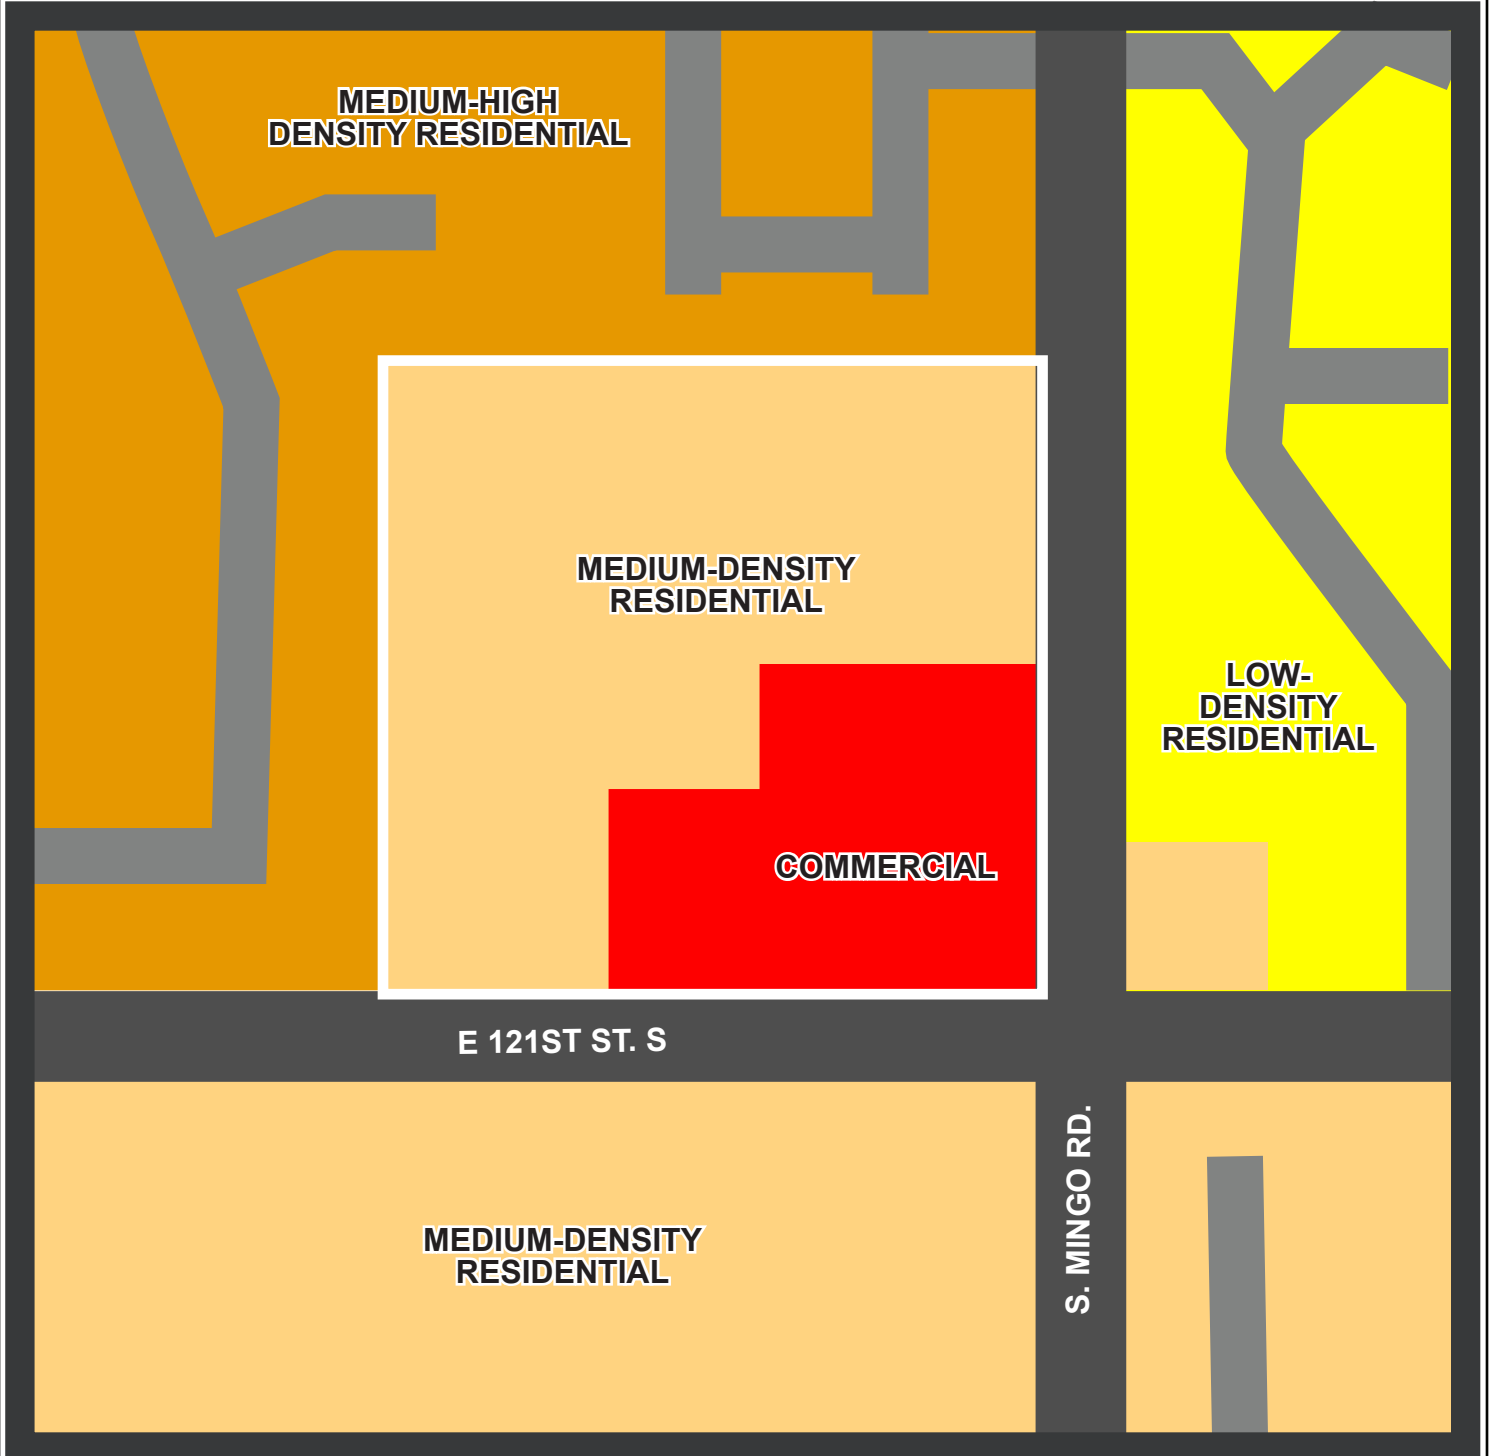 MEDIUM-HIGH
DENSITY RESIDENTIAL
MEDIUM-DENSITY
RESIDENTIAL
LOW-
DENSITY
RESIDENTIAL
COMMERCIAL
E 121ST ST. S
S. MINGO RD.
MEDIUM-DENSITY
RESIDENTIAL